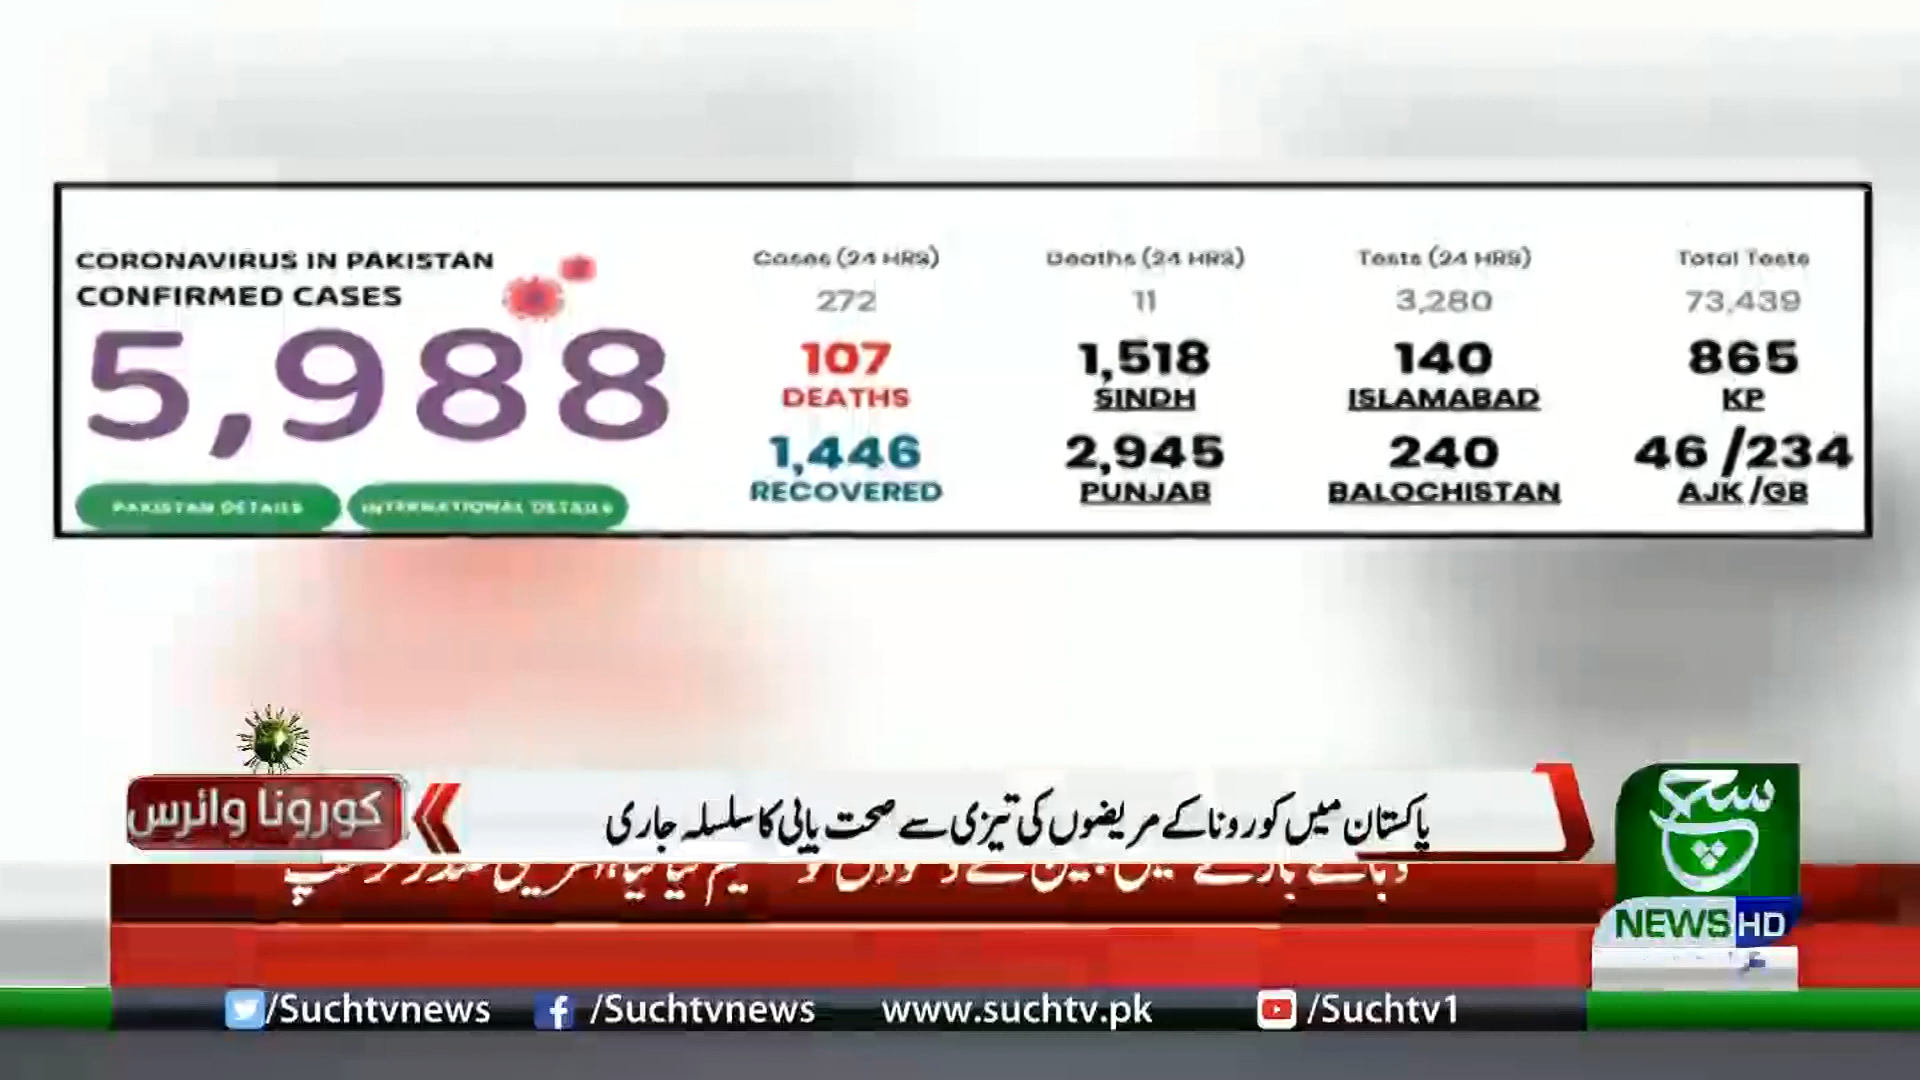 CORONAVIRUS IN PAKISTAN
CONFIRMED CASES
5,988
PAKISTAN DETAILS
INTERNATIONAL DETAILS
Cases (24 HRS)
272
107
DEATHS
1,446
RECOVERED
Deaths (24 HRS)
11
1,518
SINDH
2,945
PUNJAB
Tests (24 HRS)
3,280
140
ISLAMABAD
240
BALOCHISTAN
Total Tests
73,439
865
KP
46 /234
AJK /GB
کورونا وائرس
پاکستان میں کورونا کے مریضوں کی تیزی سے صحت یابی کا سلسلہ جاری
سچ
NEWS HD
/Suchtvnews
/Suchtvnews
www.suchtv.pk
/Suchtv1